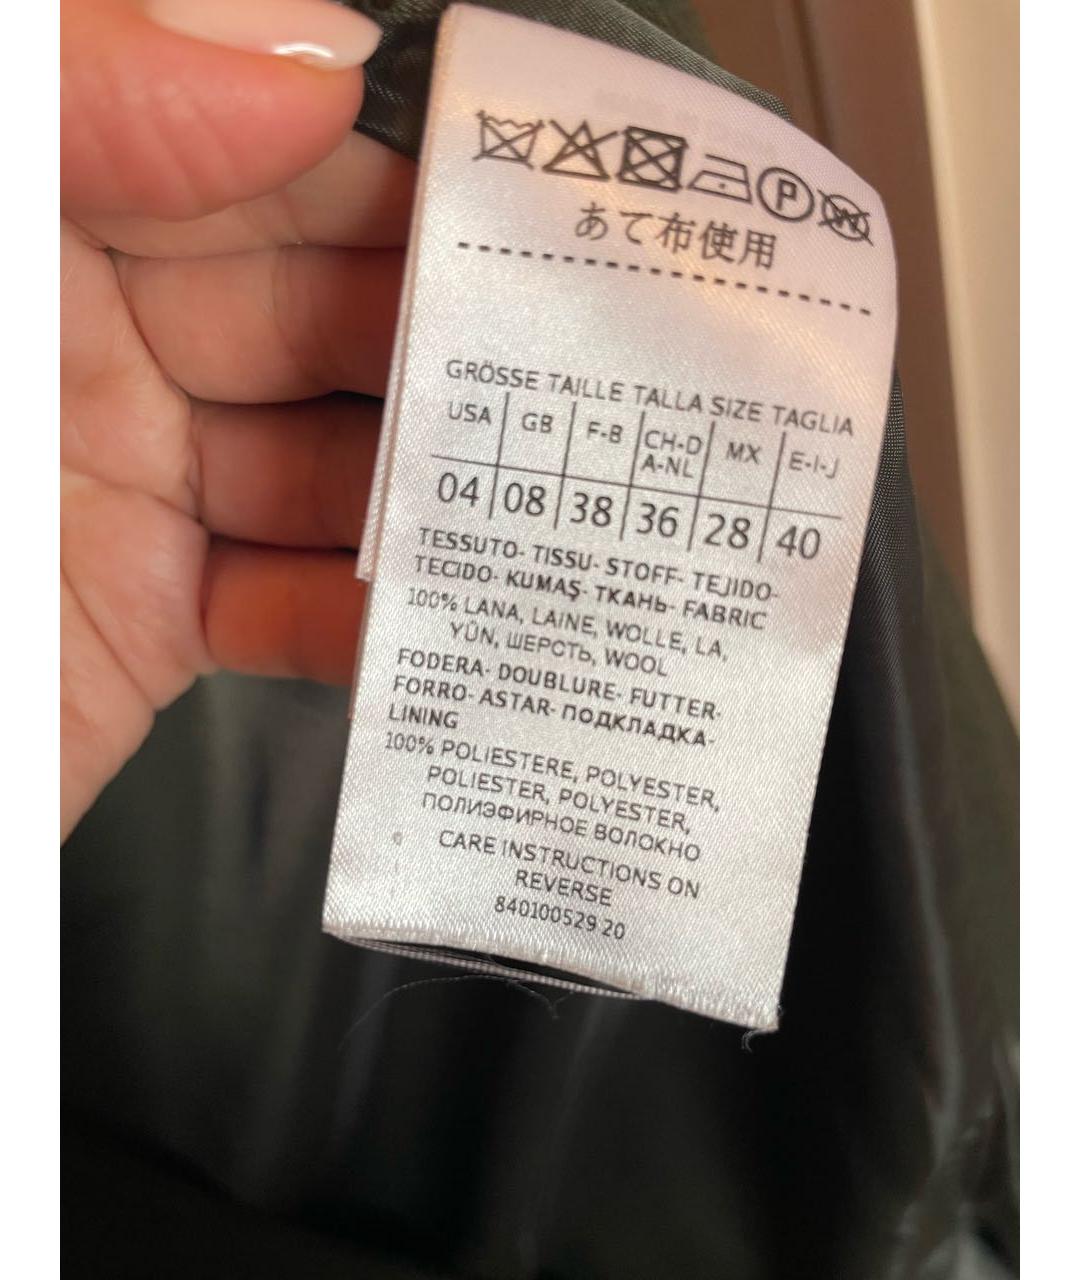 P W
あて布使用
GRÖSSE TAILLE TALLA SIZE TAGLIA
USA GB F-B CH-D A-NL MX E-I-J
04 08 38 36 28 40
TESSUTO- TISSU- STOFF- TEJIDO-
TECIDO- KUMAŞ- ТКАНЬ- FABRIC
100% LANA, LAINE, WOLLE, LA,
YÜN, ШЕРСТЬ, WOOL
FODERA- DOUBLURE- FUTTER-
FORRO- ASTAR- ПОДКЛАДКА-
LINING
100% POLIESTERE, POLYESTER,
POLIESTER, POLYESTER,
ПОЛИЭФИРНОЕ ВОЛОКНО
CARE INSTRUCTIONS ON
REVERSE
840100529 20